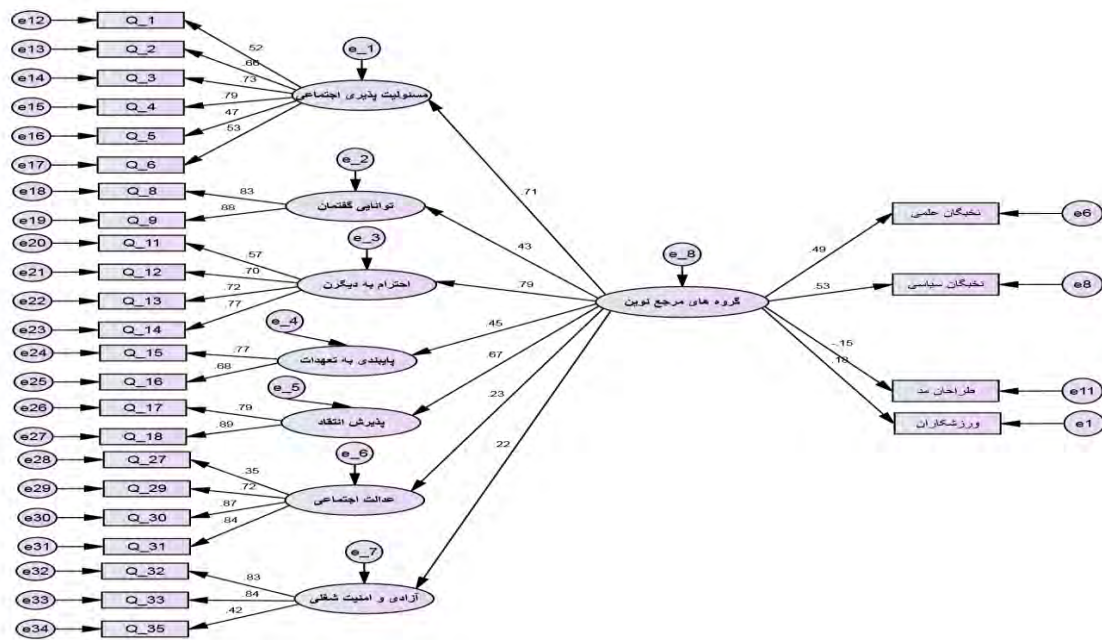 e12 Q_1
e13 Q_2
e14 Q_3
e15 Q_4
e16 Q_5
e17 Q_6
e18 Q_8
e19 Q_9
e20 Q_11
e21 Q_12
e22 Q_13
e23 Q_14
e24 Q_15
e25 Q_16
e26 Q_17
e27 Q_18
e28 Q_27
e29 Q_29
e30 Q_30
e31 Q_31
e32 Q_32
e33 Q_33
e34 Q_35
.52
.66
.73
.79
.47
.53
.83
.88
.57
.70
.72
.77
.77
.68
.79
.89
.35
.72
.87
.84
.83
.84
.42
e_1
مسئولیت پذیری اجتماعی
e_2
توانایی گفتمان
e_3
احترام به دیگرن
e_4
پایبندی به تعهدات
e_5
پذیرش انتقاد
e_6
عدالت اجتماعی
e_7
آزادی و امنیت شغلی
.71
.43
.79
.45
.67
.23
.22
e_8
گروه های مرجع نوین
.49
.53
-.15
.18
نخبگان علمی e6
نخبگان سیاسی e8
طراحان مد e11
ورزشکاران e1